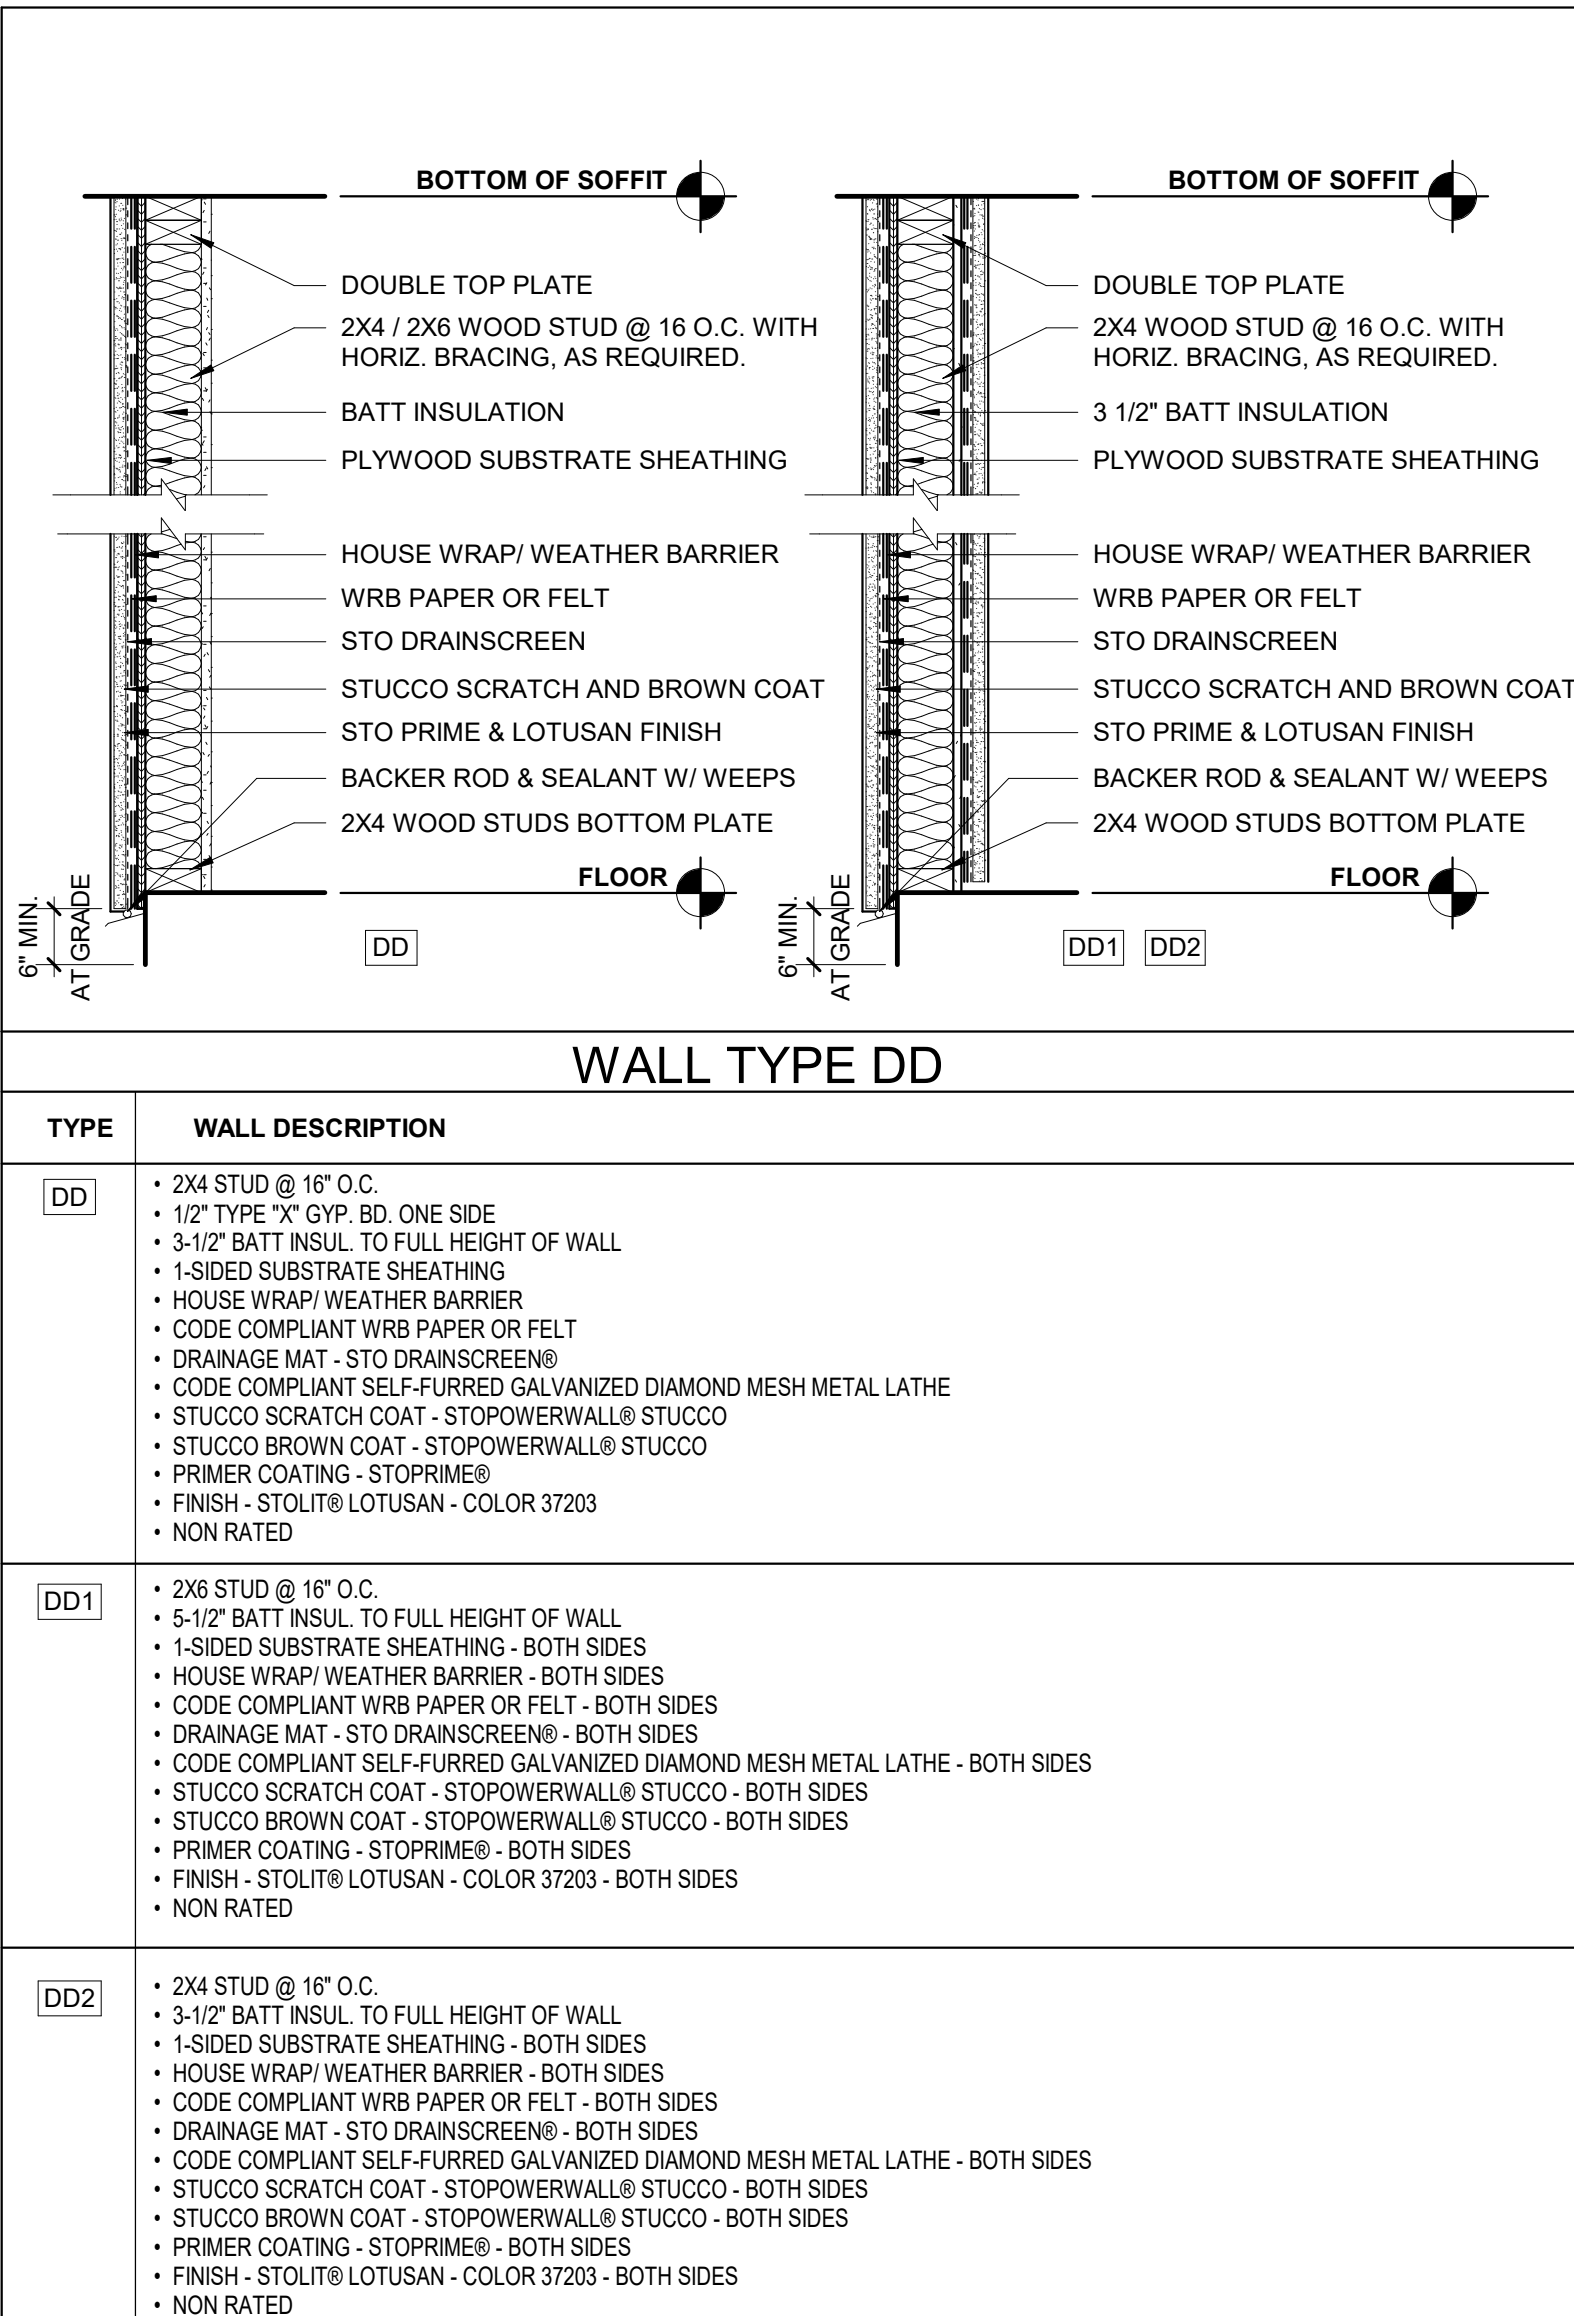 BOTTOM OF SOFFIT
DOUBLE TOP PLATE
2X4 / 2X6 WOOD STUD @ 16 O.C. WITH
HORIZ. BRACING, AS REQUIRED.
BATT INSULATION
PLYWOOD SUBSTRATE SHEATHING
HOUSE WRAP/ WEATHER BARRIER
WRB PAPER OR FELT
STO DRAINSCREEN
STUCCO SCRATCH AND BROWN COAT
STO PRIME & LOTUSAN FINISH
BACKER ROD & SEALANT W/ WEEPS
2X4 WOOD STUDS BOTTOM PLATE
FLOOR
6" MIN.
AT GRADE
DD
BOTTOM OF SOFFIT
DOUBLE TOP PLATE
2X4 WOOD STUD @ 16 O.C. WITH
HORIZ. BRACING, AS REQUIRED.
3 1/2" BATT INSULATION
PLYWOOD SUBSTRATE SHEATHING
HOUSE WRAP/ WEATHER BARRIER
WRB PAPER OR FELT
STO DRAINSCREEN
STUCCO SCRATCH AND BROWN COAT
STO PRIME & LOTUSAN FINISH
BACKER ROD & SEALANT W/ WEEPS
2X4 WOOD STUDS BOTTOM PLATE
FLOOR
6" MIN.
AT GRADE
DD1 DD2
WALL TYPE DD
TYPE WALL DESCRIPTION
DD
• 2X4 STUD @ 16" O.C.
• 1/2" TYPE "X" GYP. BD. ONE SIDE
• 3-1/2" BATT INSUL. TO FULL HEIGHT OF WALL
• 1-SIDED SUBSTRATE SHEATHING
• HOUSE WRAP/ WEATHER BARRIER
• CODE COMPLIANT WRB PAPER OR FELT
• DRAINAGE MAT - STO DRAINSCREEN®
• CODE COMPLIANT SELF-FURRED GALVANIZED DIAMOND MESH METAL LATHE
• STUCCO SCRATCH COAT - STOPOWERWALL® STUCCO
• STUCCO BROWN COAT - STOPOWERWALL® STUCCO
• PRIMER COATING - STOPRIME®
• FINISH - STOLIT® LOTUSAN - COLOR 37203
• NON RATED
DD1
• 2X6 STUD @ 16" O.C.
• 5-1/2" BATT INSUL. TO FULL HEIGHT OF WALL
• 1-SIDED SUBSTRATE SHEATHING - BOTH SIDES
• HOUSE WRAP/ WEATHER BARRIER - BOTH SIDES
• CODE COMPLIANT WRB PAPER OR FELT - BOTH SIDES
• DRAINAGE MAT - STO DRAINSCREEN® - BOTH SIDES
• CODE COMPLIANT SELF-FURRED GALVANIZED DIAMOND MESH METAL LATHE - BOTH SIDES
• STUCCO SCRATCH COAT - STOPOWERWALL® STUCCO - BOTH SIDES
• STUCCO BROWN COAT - STOPOWERWALL® STUCCO - BOTH SIDES
• PRIMER COATING - STOPRIME® - BOTH SIDES
• FINISH - STOLIT® LOTUSAN - COLOR 37203 - BOTH SIDES
• NON RATED
DD2
• 2X4 STUD @ 16" O.C.
• 3-1/2" BATT INSUL. TO FULL HEIGHT OF WALL
• 1-SIDED SUBSTRATE SHEATHING - BOTH SIDES
• HOUSE WRAP/ WEATHER BARRIER - BOTH SIDES
• CODE COMPLIANT WRB PAPER OR FELT - BOTH SIDES
• DRAINAGE MAT - STO DRAINSCREEN® - BOTH SIDES
• CODE COMPLIANT SELF-FURRED GALVANIZED DIAMOND MESH METAL LATHE - BOTH SIDES
• STUCCO SCRATCH COAT - STOPOWERWALL® STUCCO - BOTH SIDES
• STUCCO BROWN COAT - STOPOWERWALL® STUCCO - BOTH SIDES
• PRIMER COATING - STOPRIME® - BOTH SIDES
• FINISH - STOLIT® LOTUSAN - COLOR 37203 - BOTH SIDES
• NON RATED